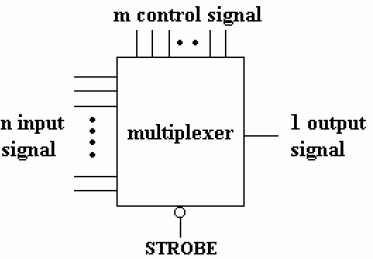 m control signal
n input
signal
multiplexer
1 output
signal
STROBE